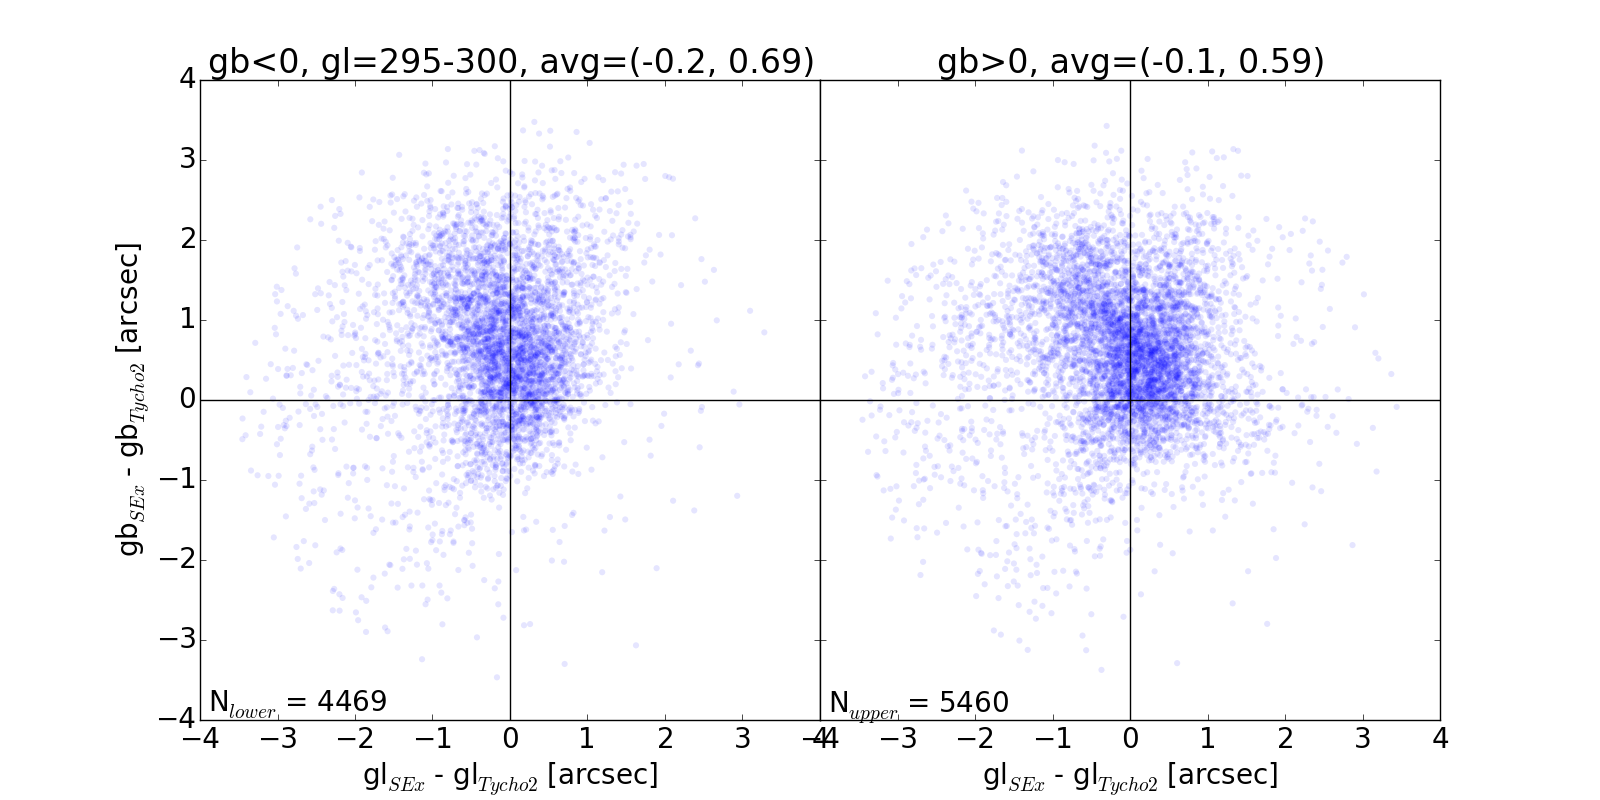 gb<0, gl=295-300, avg=(-0.2, 0.69)
gb>0, avg=(-0.1, 0.59)
4
3
2
1
0
−1
−2
−3
−4
gb_SEx - gb_Tycho2 [arcsec]
N_lower = 4469
N_upper = 5460
−4 −3 −2 −1 0 1 2 3 4
−4 −3 −2 −1 0 1 2 3 4
gl_SEx - gl_Tycho2 [arcsec]
gl_SEx - gl_Tycho2 [arcsec]